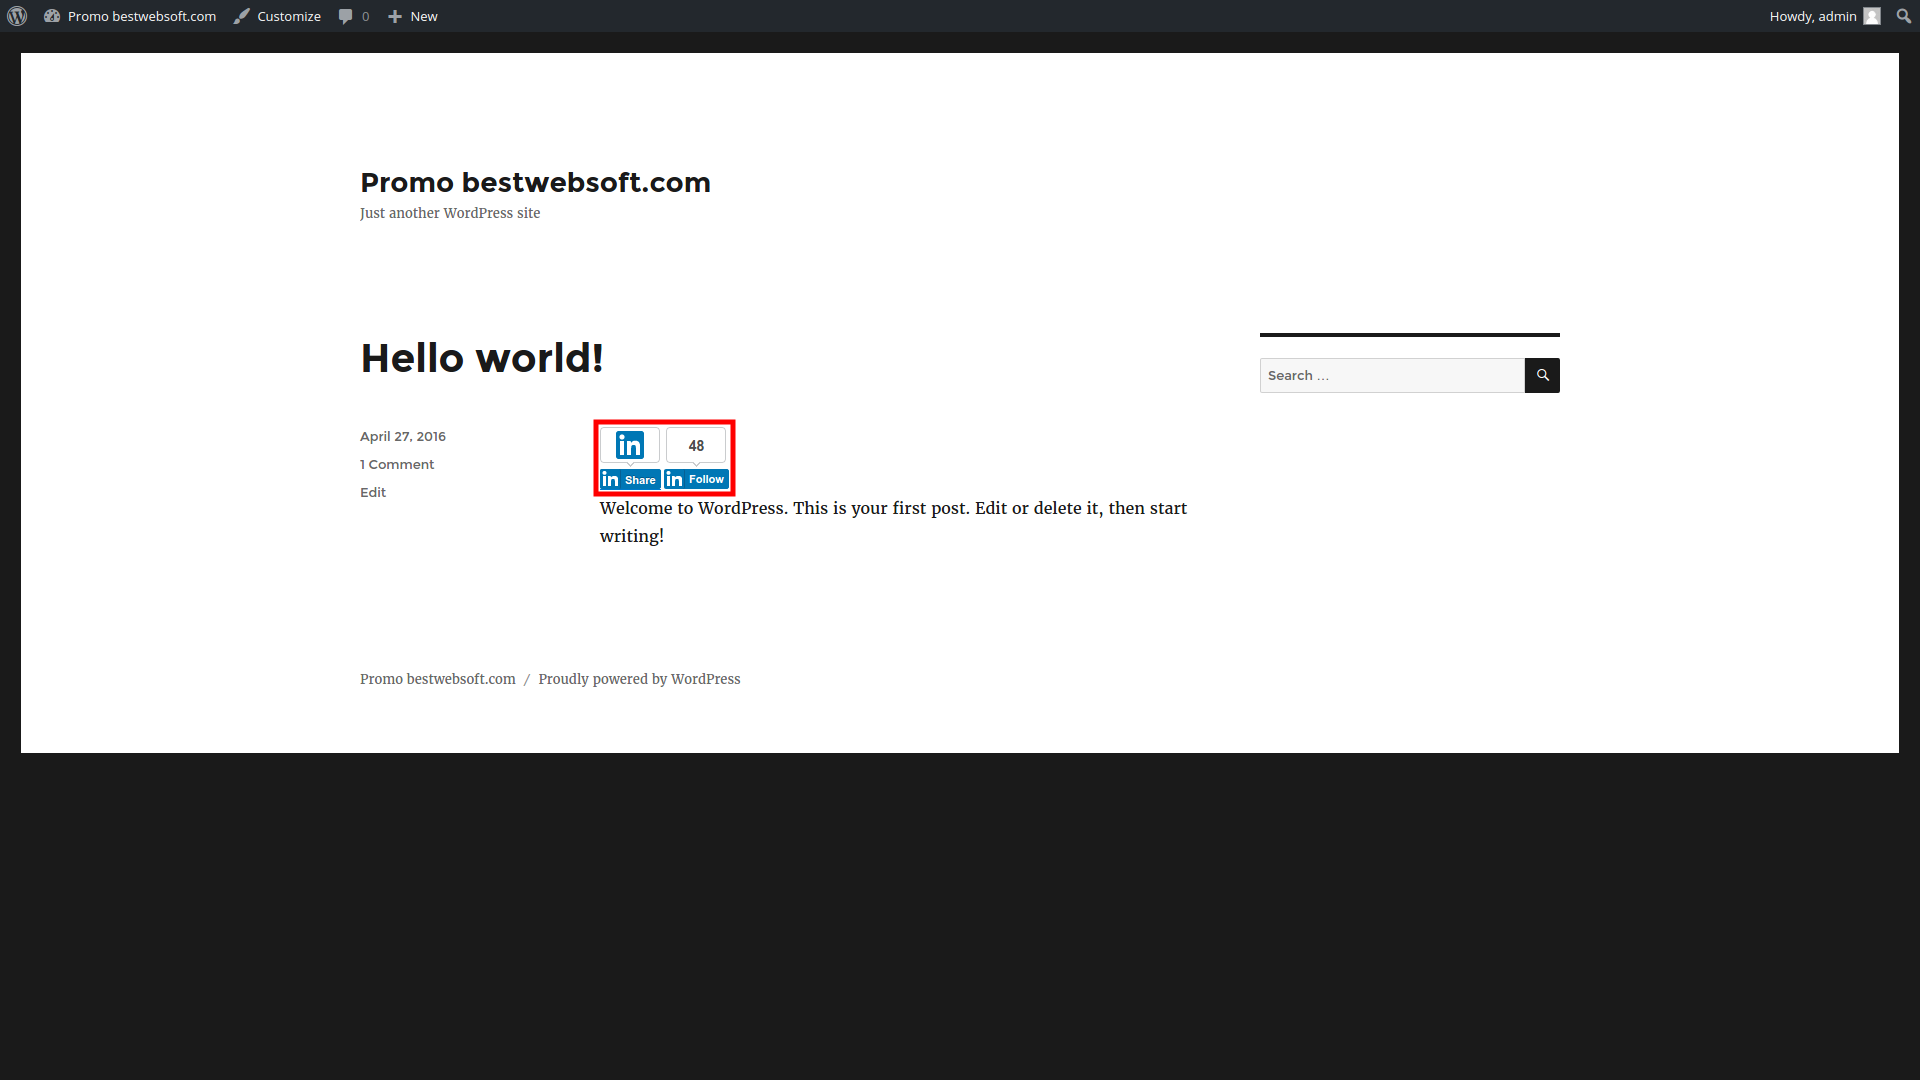 Promo bestwebsoft.com Customize 0 New Howdy, admin
Promo bestwebsoft.com
Just another WordPress site
Hello world!
Search …
April 27, 2016
1 Comment
Edit
in 48
in Share in Follow
Welcome to WordPress. This is your first post. Edit or delete it, then start
writing!
Promo bestwebsoft.com / Proudly powered by WordPress